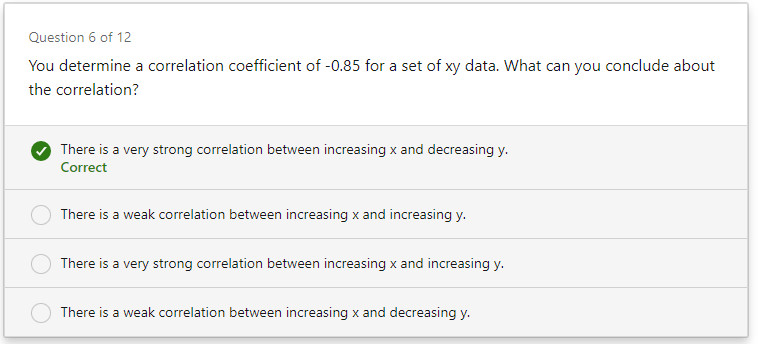 Question 6 of 12
You determine a correlation coefficient of -0.85 for a set of xy data. What can you conclude about
the correlation?
There is a very strong correlation between increasing x and decreasing y.
Correct
There is a weak correlation between increasing x and increasing y.
There is a very strong correlation between increasing x and increasing y.
There is a weak correlation between increasing x and decreasing y.